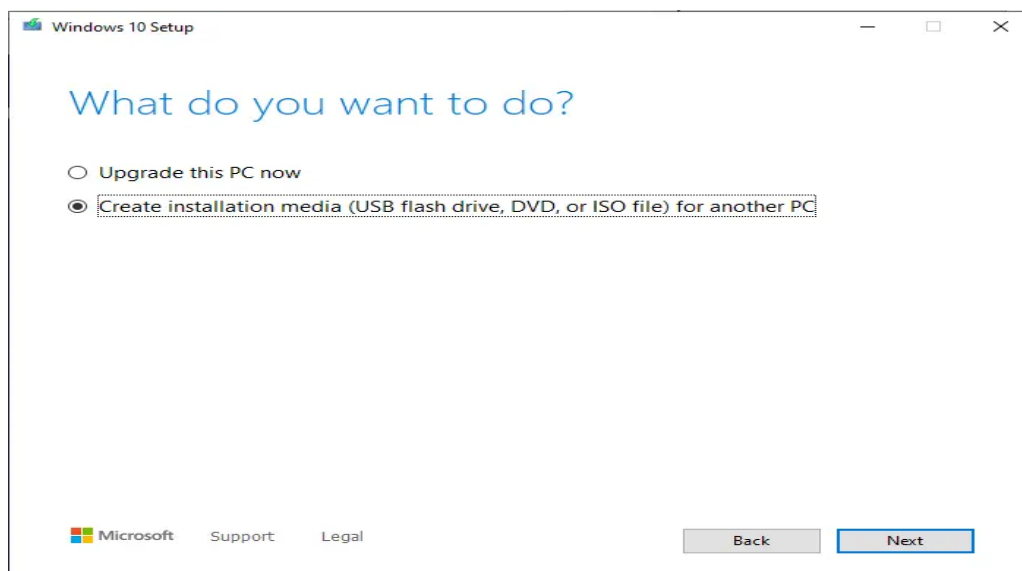 Windows 10 Setup
What do you want to do?
Upgrade this PC now
Create installation media (USB flash drive, DVD, or ISO file) for another PC
Microsoft Support Legal Back Next